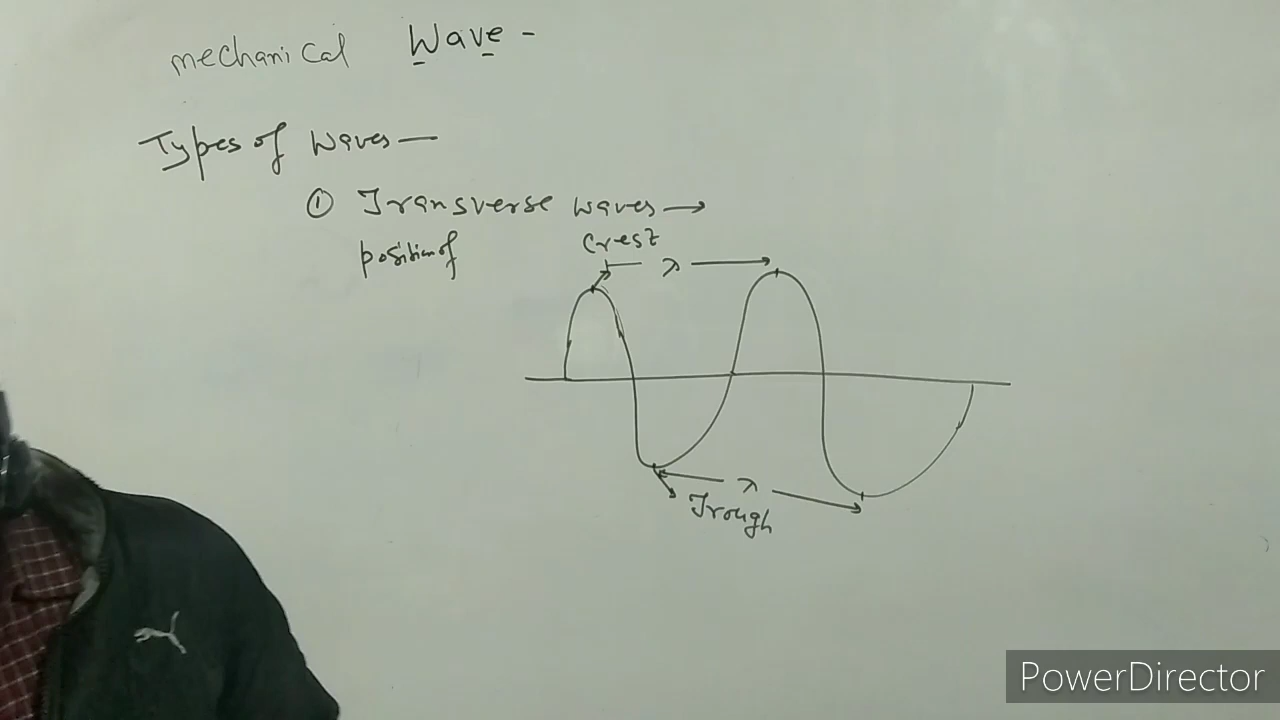 mechanical Wave -
Types of Waves —
① Transverse waves →
position of
Crest
λ
λ
Trough
PowerDirector